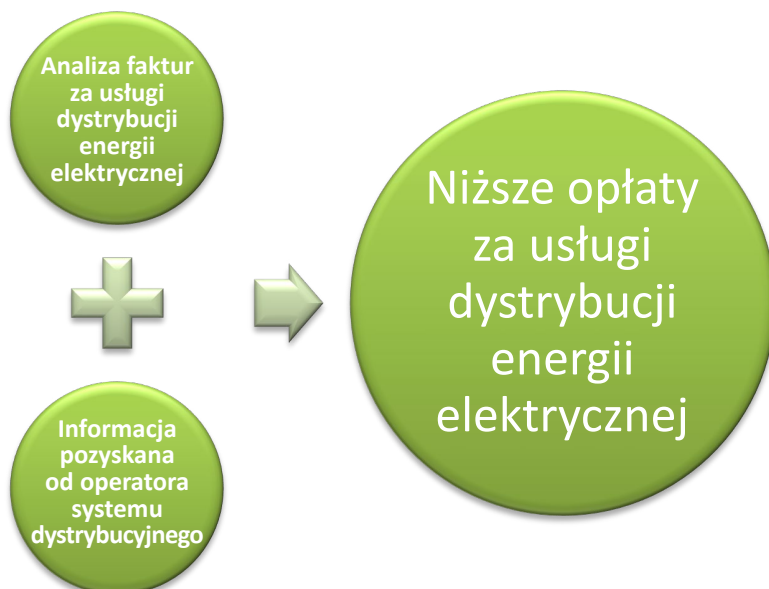 Analiza faktur
za usługi
dystrybucji
energii
elektrycznej
Informacja
pozyskana
od operatora
systemu
dystrybucyjnego
Niższe opłaty
za usługi
dystrybucji
energii
elektrycznej